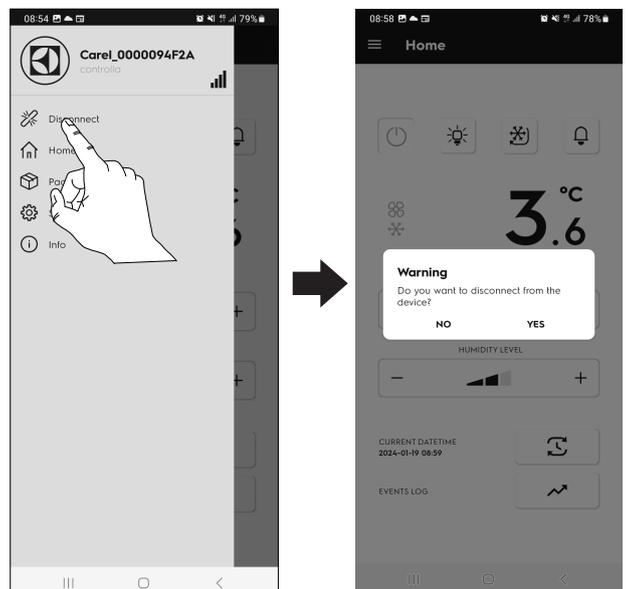 08:54
79%
Carel_0000094F2A
controlla
Disconnect
Home
Info
08:58
78%
Home
°C
3.6
Warning
Do you want to disconnect from the
device?
NO YES
HUMIDITY LEVEL
− +
CURRENT DATETIME
2024-01-19 08:59
EVENTS LOG